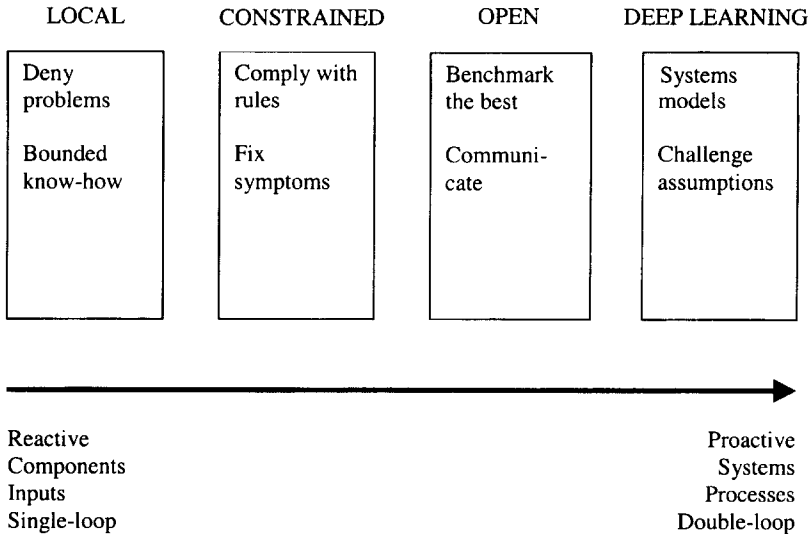 LOCAL
CONSTRAINED
OPEN
DEEP LEARNING
Deny
problems
Bounded
know-how
Comply with
rules
Fix
symptoms
Benchmark
the best
Communi-
cate
Systems
models
Challenge
assumptions
Reactive
Components
Inputs
Single-loop
Proactive
Systems
Processes
Double-loop